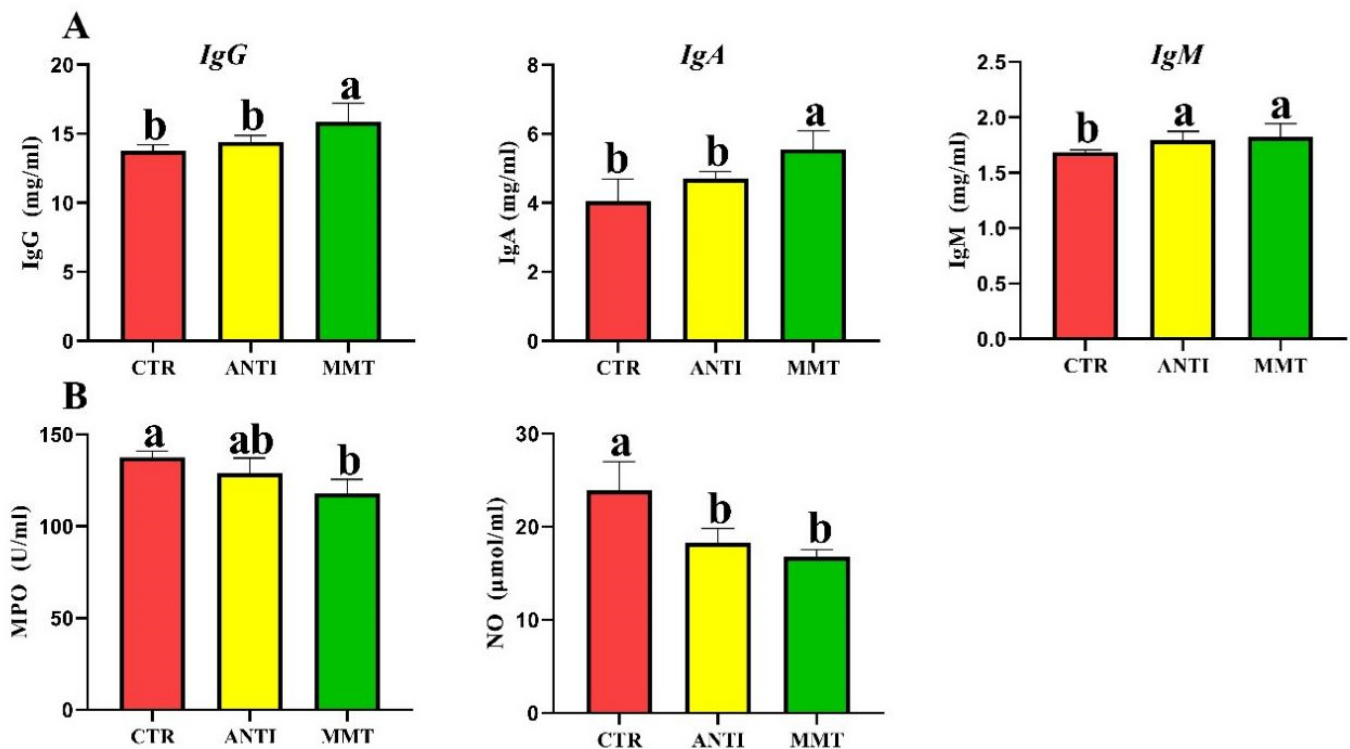 A
IgG
IgG (mg/ml)
20
15
10
5
0
b
b
a
CTR ANTI MMT
IgA
IgA (mg/ml)
8
6
4
2
0
b
b
a
CTR ANTI MMT
IgM
IgM (mg/ml)
2.5
2.0
1.5
1.0
0.5
0.0
b
a
a
CTR ANTI MMT
B
MPO (U/ml)
150
100
50
0
a
ab
b
CTR ANTI MMT
NO (μmol/ml)
30
20
10
0
a
b
b
CTR ANTI MMT